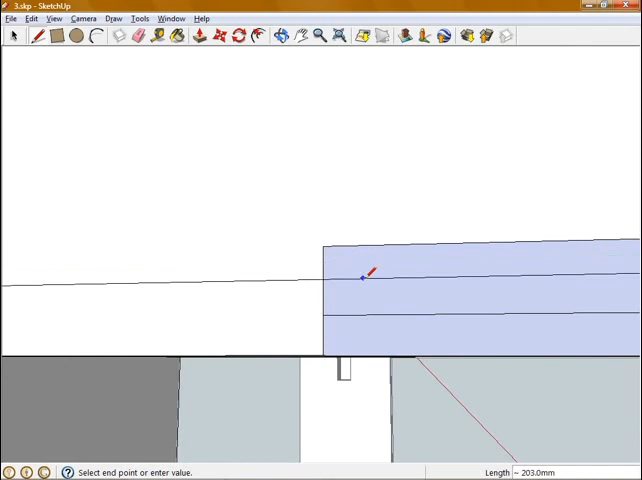 3.skp - SketchUp
File Edit View Camera Draw Tools Window Help
Select end point or enter value.
Length ~ 203.0mm